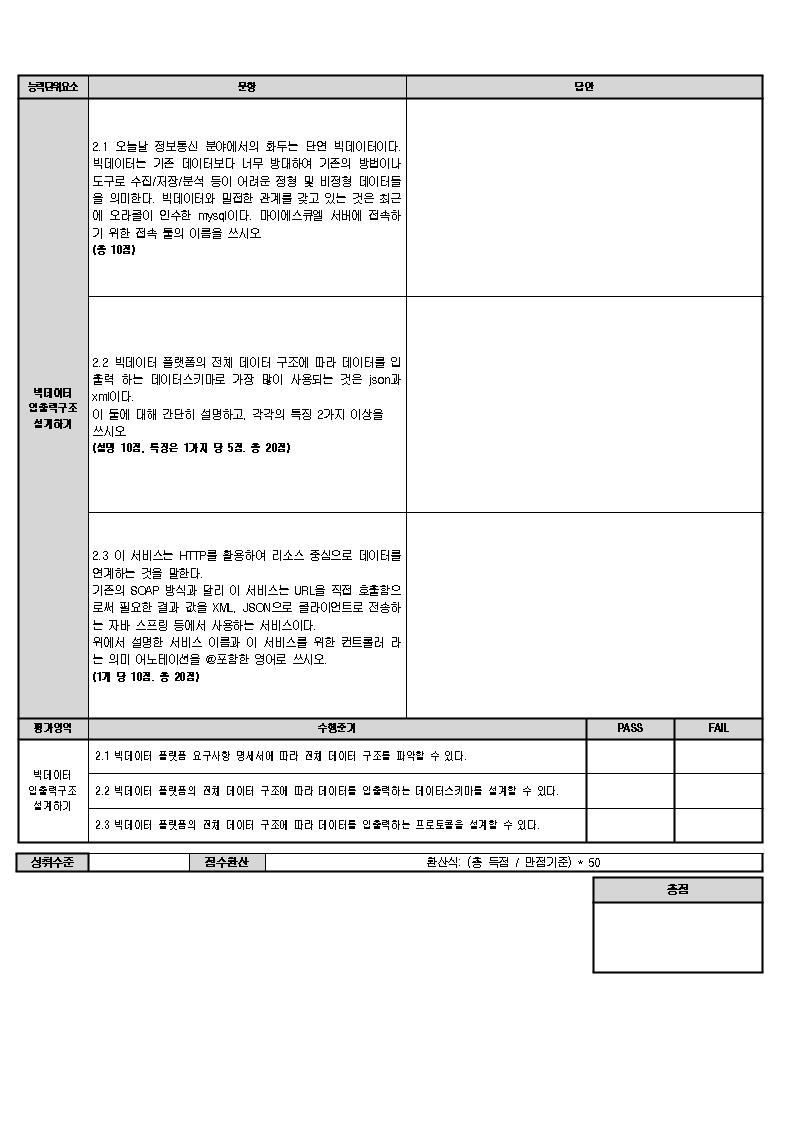 능력단위요소 문항 답안
2.1 오늘날 정보통신 분야에서의 화두는 단연 빅데이터이다.
빅데이터는 기존 데이터보다 너무 방대하여 기존의 방법이나
도구로 수집/저장/분석 등이 어려운 정형 및 비정형 데이터들
을 의미한다. 빅데이터와 밀접한 관계를 갖고 있는 것은 최근
에 오라클이 인수한 mysql이다. 마이에스큐엘 서버에 접속하
기 위한 접속 툴의 이름을 쓰시오
(총 10점)
빅데이터
입출력구조
설계하기
2.2 빅데이터 플랫폼의 전체 데이터 구조에 따라 데이터를 입
출력 하는 데이터스키마로 가장 많이 사용되는 것은 json과
xml이다.
이 둘에 대해 간단히 설명하고, 각각의 특징 2가지 이상을
쓰시오
(설명 10점, 특징은 1가지 당 5점. 총 20점)
2.3 이 서비스는 HTTP를 활용하여 리소스 중심으로 데이터를
연계하는 것을 말한다.
기존의 SOAP 방식과 달리 이 서비스는 URL을 직접 호출함으
로써 필요한 결과 값을 XML, JSON으로 클라이언트로 전송하
는 자바 스프링 등에서 사용하는 서비스이다.
위에서 설명한 서비스 이름과 이 서비스를 위한 컨트롤러 라
는 의미 어노테이션을 @포함한 영어로 쓰시오.
(1개 당 10점. 총 20점)
평가영역 수행준거 PASS FAIL
빅데이터
입출력구조
설계하기
2.1 빅데이터 플랫폼 요구사항 명세서에 따라 전체 데이터 구조를 파악할 수 있다.
2.2 빅데이터 플랫폼의 전체 데이터 구조에 따라 데이터를 입출력하는 데이터스키마를 설계할 수 있다.
2.3 빅데이터 플랫폼의 전체 데이터 구조에 따라 데이터를 입출력하는 프로토콜을 설계할 수 있다.
성취수준 점수환산 환산식: (총 득점 / 만점기준) * 50
총점